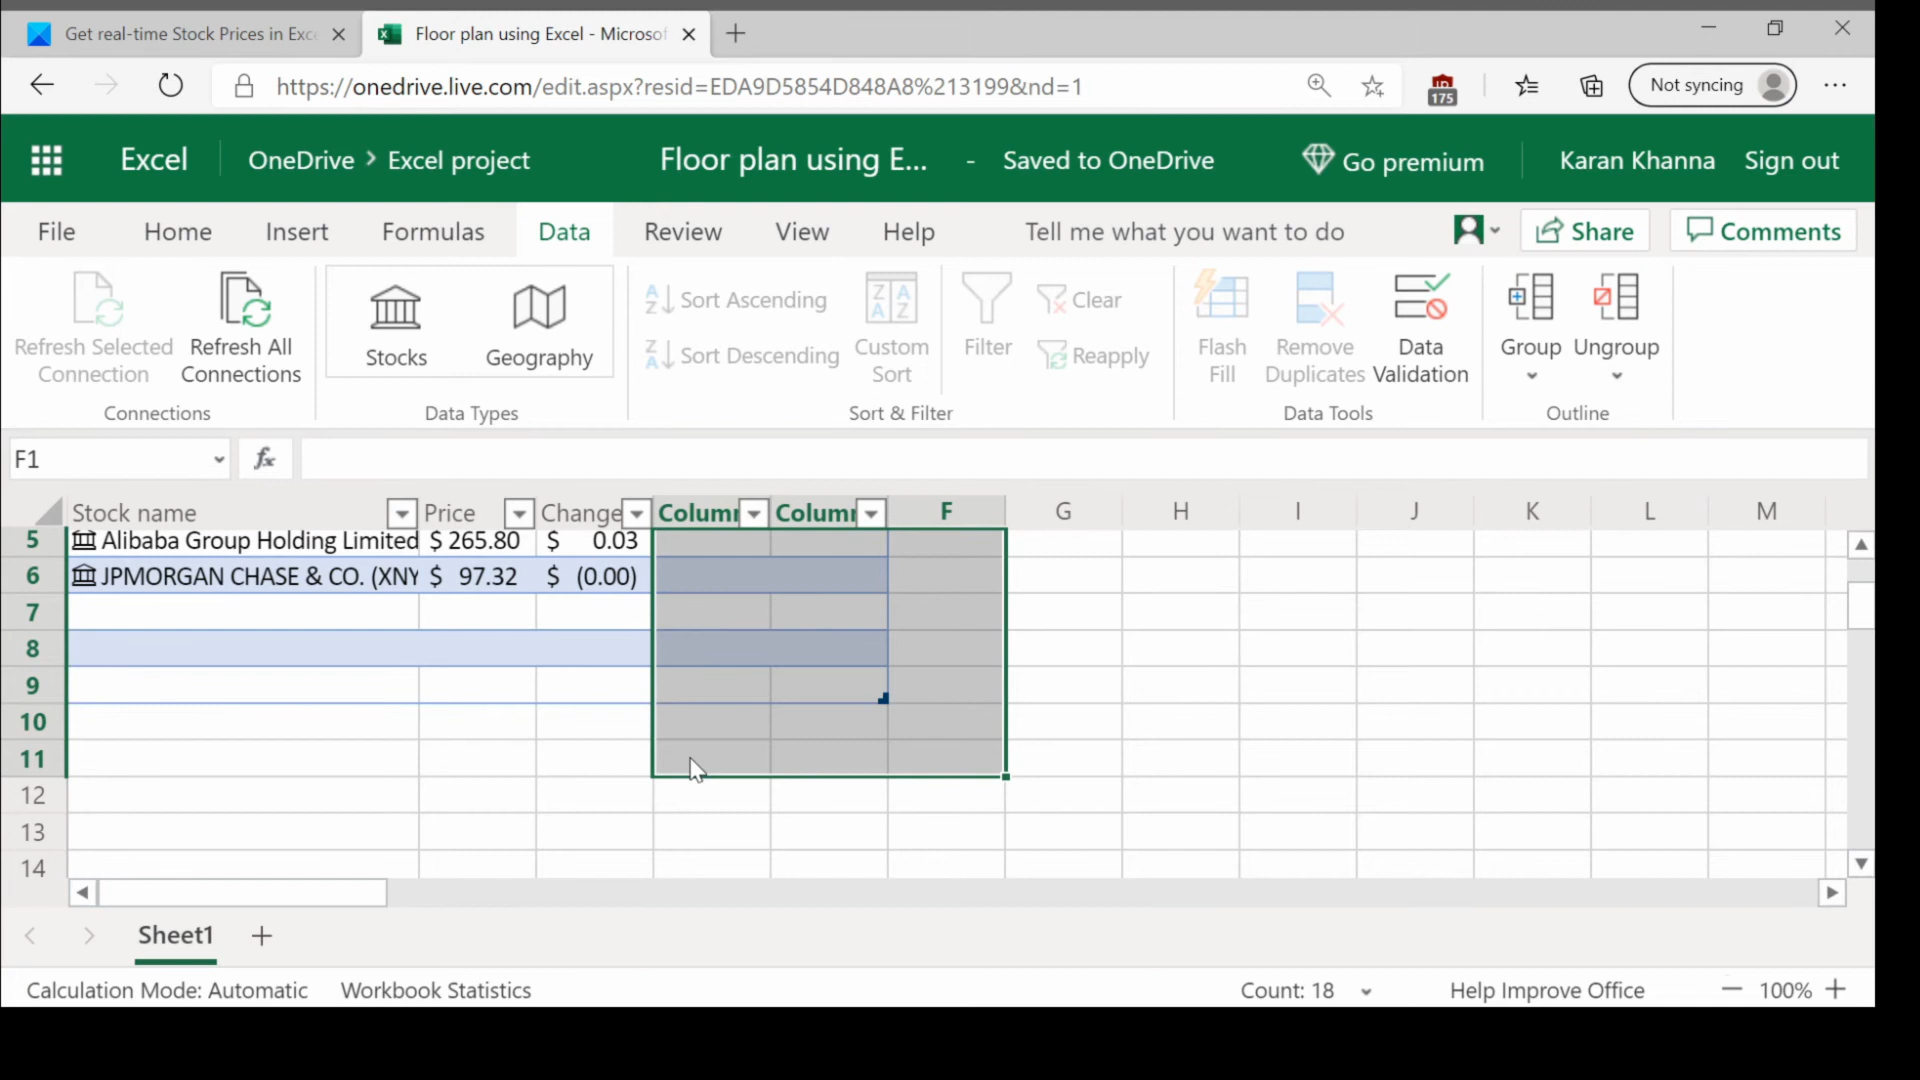 Get real-time Stock Prices in Exc
Floor plan using Excel - Microsof
https://onedrive.live.com/edit.aspx?resid=EDA9D5854D848A8%213199&nd=1
175
Not syncing
Excel
OneDrive > Excel project
Floor plan using E... - Saved to OneDrive
Go premium
Karan Khanna
Sign out
File Home Insert Formulas Data Review View Help
Tell me what you want to do
Share
Comments
Refresh Selected Connection
Refresh All Connections
Connections
Stocks
Geography
Data Types
Sort Ascending
Sort Descending
Custom Sort
Filter
Clear
Reapply
Sort & Filter
Flash Fill
Remove Duplicates
Data Validation
Data Tools
Group
Ungroup
Outline
F1
fx
Stock name Price Change Colum Colum F G H I J K L M
5 Alibaba Group Holding Limited $ 265.80 $ 0.03
6 JPMORGAN CHASE & CO. (XNY $ 97.32 $ (0.00)
7
8
9
10
11
12
13
14
Sheet1
Calculation Mode: Automatic
Workbook Statistics
Count: 18
Help Improve Office
100%